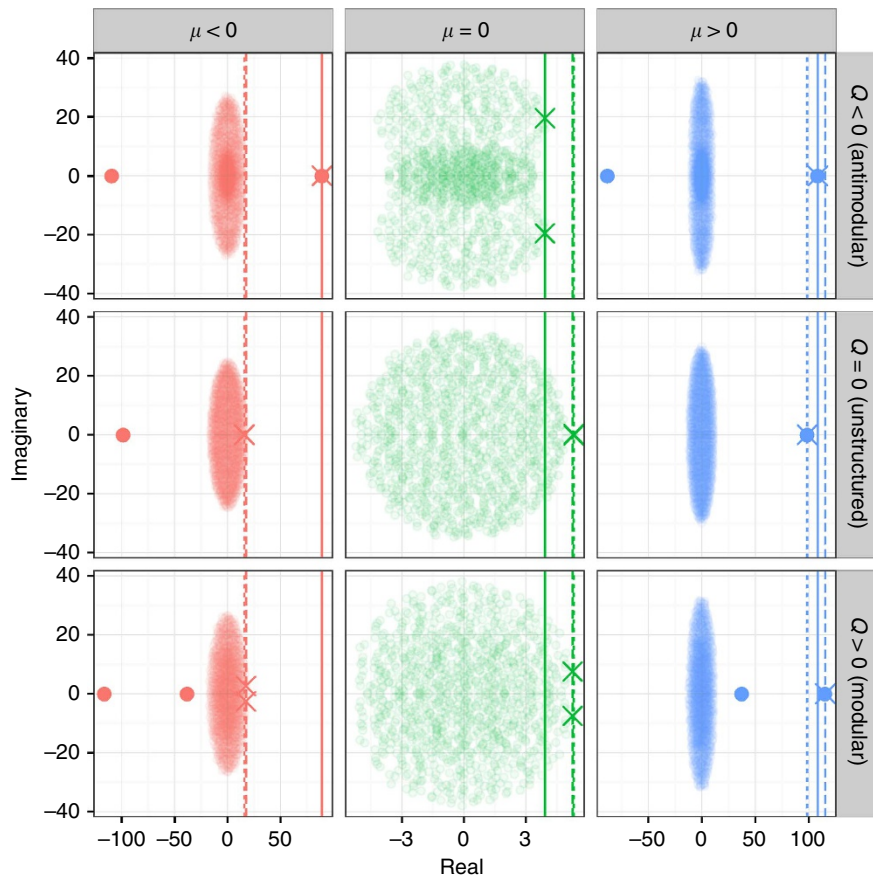 μ < 0
μ = 0
μ > 0
40
20
0
−20
−40
Q < 0 (antimodular)
40
20
0
−20
−40
Q = 0 (unstructured)
40
20
0
−20
−40
Q > 0 (modular)
Imaginary
−100 −50 0 50
−3 0 3
−50 0 50 100
Real